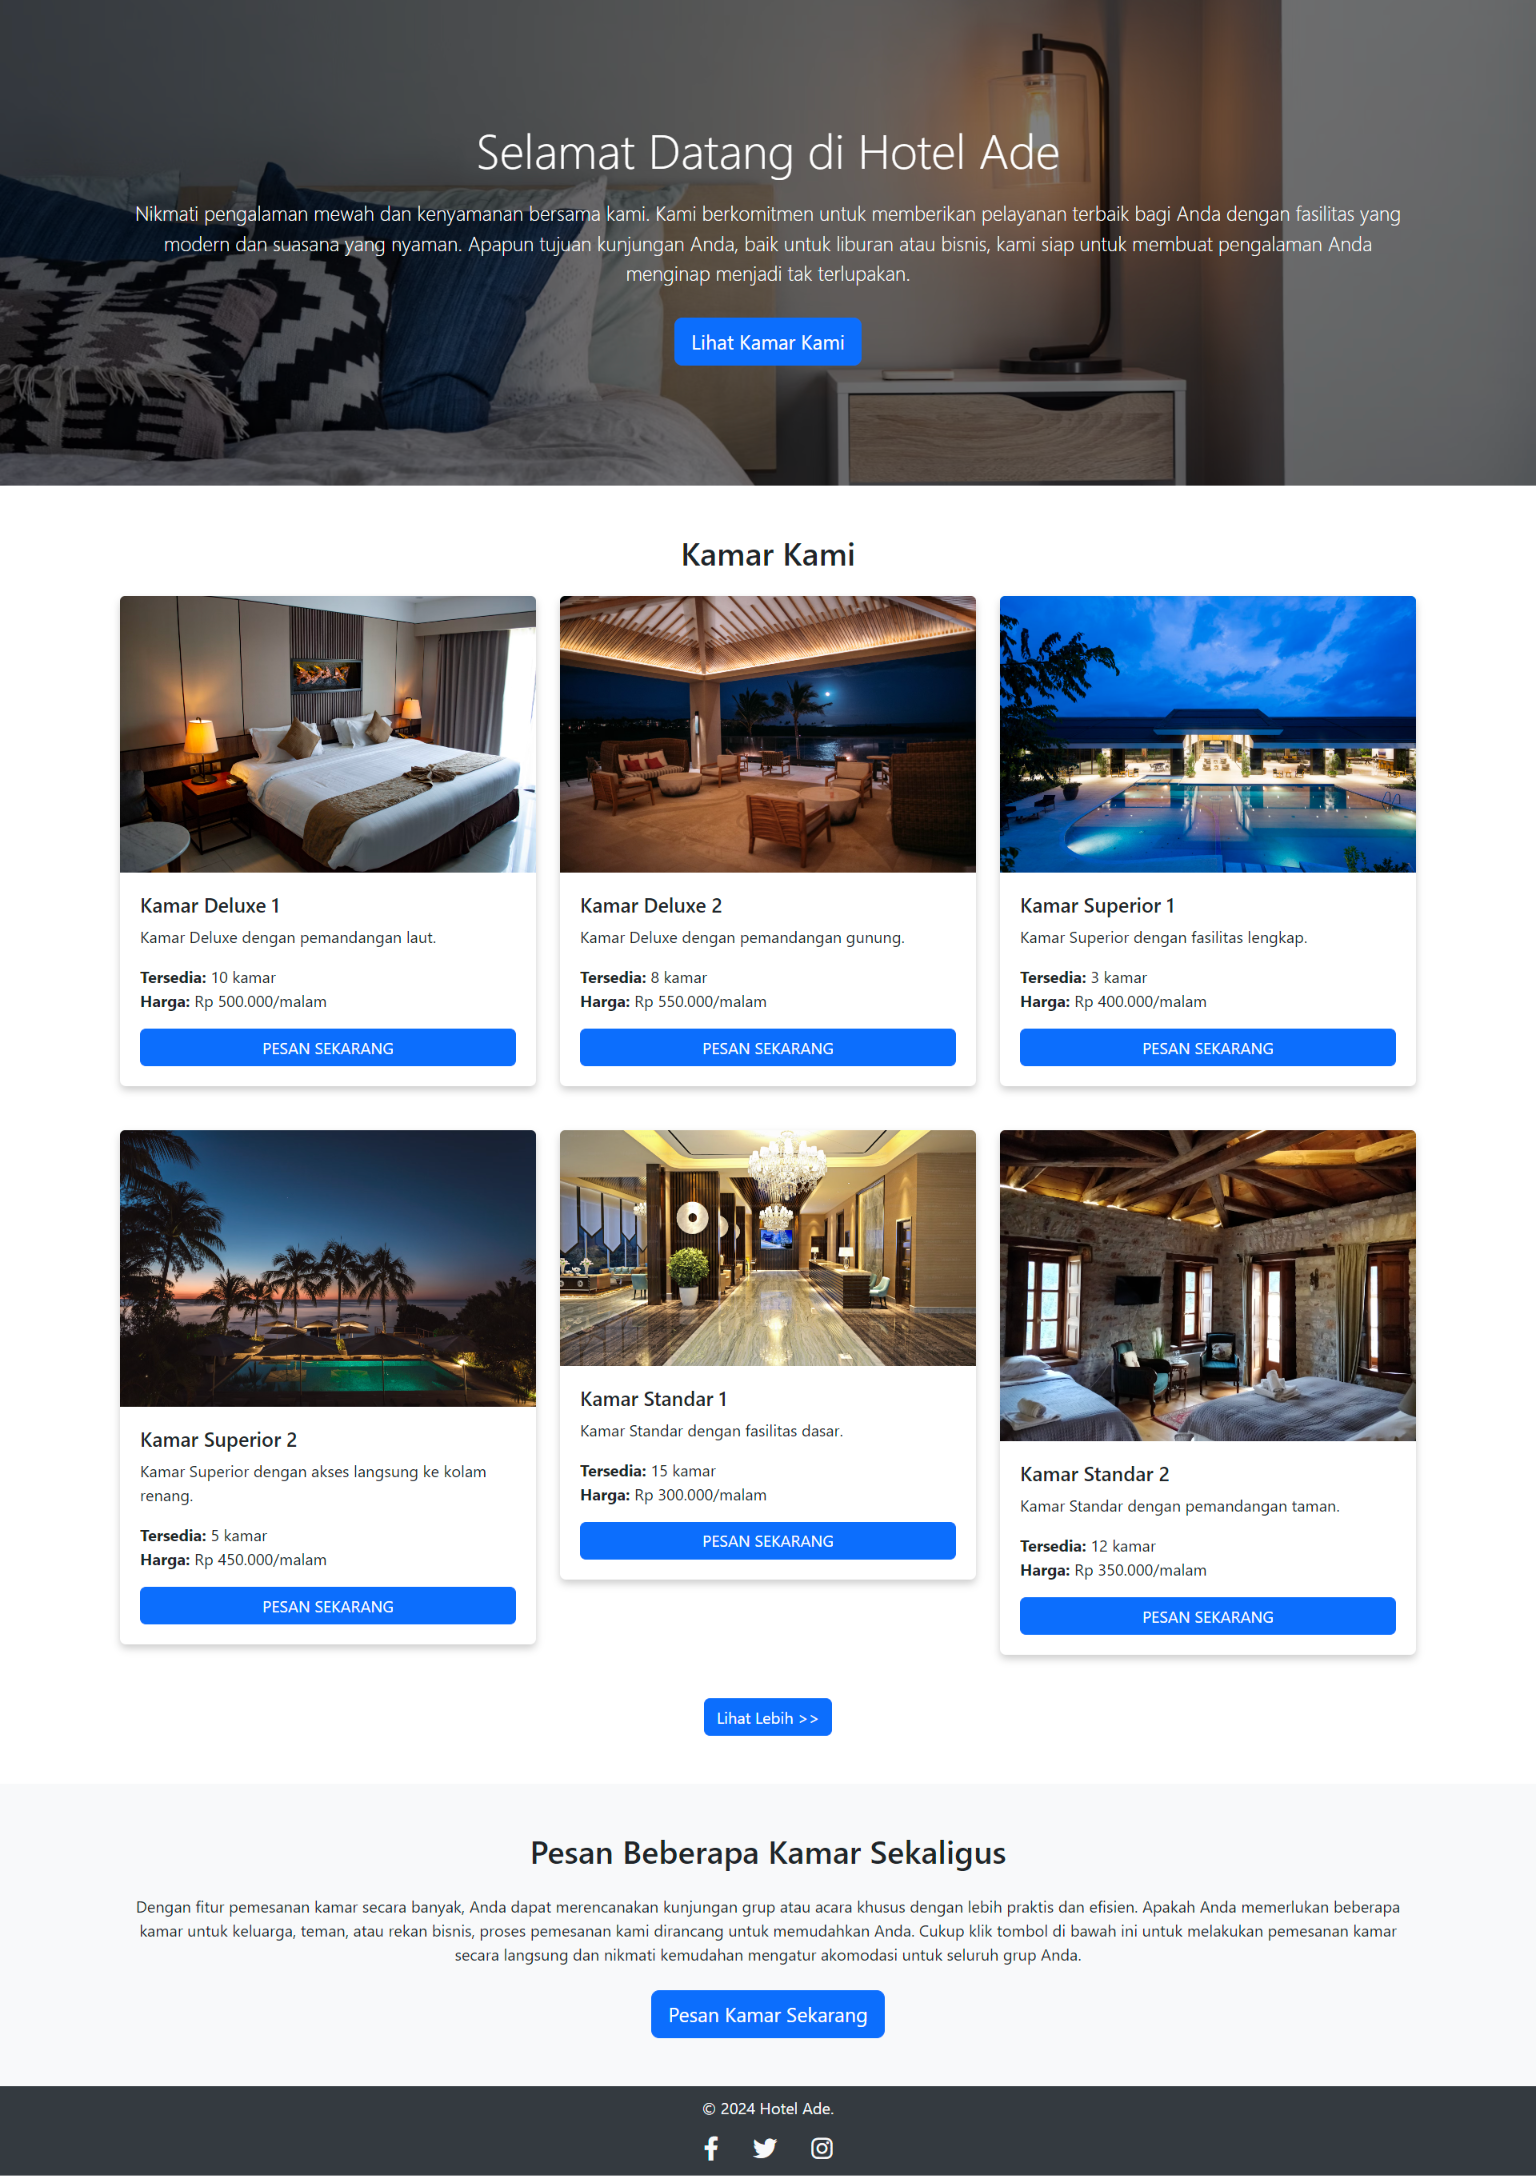 Selamat Datang di Hotel Ade
Nikmati pengalaman mewah dan kenyamanan bersama kami. Kami berkomitmen untuk memberikan pelayanan terbaik bagi Anda dengan fasilitas yang
modern dan suasana yang nyaman. Apapun tujuan kunjungan Anda, baik untuk liburan atau bisnis, kami siap untuk membuat pengalaman Anda
menginap menjadi tak terlupakan.
Lihat Kamar Kami
Kamar Kami
Kamar Deluxe 1
Kamar Deluxe dengan pemandangan laut.
Tersedia: 10 kamar
Harga: Rp 500.000/malam
PESAN SEKARANG
Kamar Deluxe 2
Kamar Deluxe dengan pemandangan gunung.
Tersedia: 8 kamar
Harga: Rp 550.000/malam
PESAN SEKARANG
Kamar Superior 1
Kamar Superior dengan fasilitas lengkap.
Tersedia: 3 kamar
Harga: Rp 400.000/malam
PESAN SEKARANG
Kamar Superior 2
Kamar Superior dengan akses langsung ke kolam
renang.
Tersedia: 5 kamar
Harga: Rp 450.000/malam
PESAN SEKARANG
Kamar Standar 1
Kamar Standar dengan fasilitas dasar.
Tersedia: 15 kamar
Harga: Rp 300.000/malam
PESAN SEKARANG
Kamar Standar 2
Kamar Standar dengan pemandangan taman.
Tersedia: 12 kamar
Harga: Rp 350.000/malam
PESAN SEKARANG
Lihat Lebih >>
Pesan Beberapa Kamar Sekaligus
Dengan fitur pemesanan kamar secara banyak, Anda dapat merencanakan kunjungan grup atau acara khusus dengan lebih praktis dan efisien. Apakah Anda memerlukan beberapa
kamar untuk keluarga, teman, atau rekan bisnis, proses pemesanan kami dirancang untuk memudahkan Anda. Cukup klik tombol di bawah ini untuk melakukan pemesanan kamar
secara langsung dan nikmati kemudahan mengatur akomodasi untuk seluruh grup Anda.
Pesan Kamar Sekarang
© 2024 Hotel Ade.